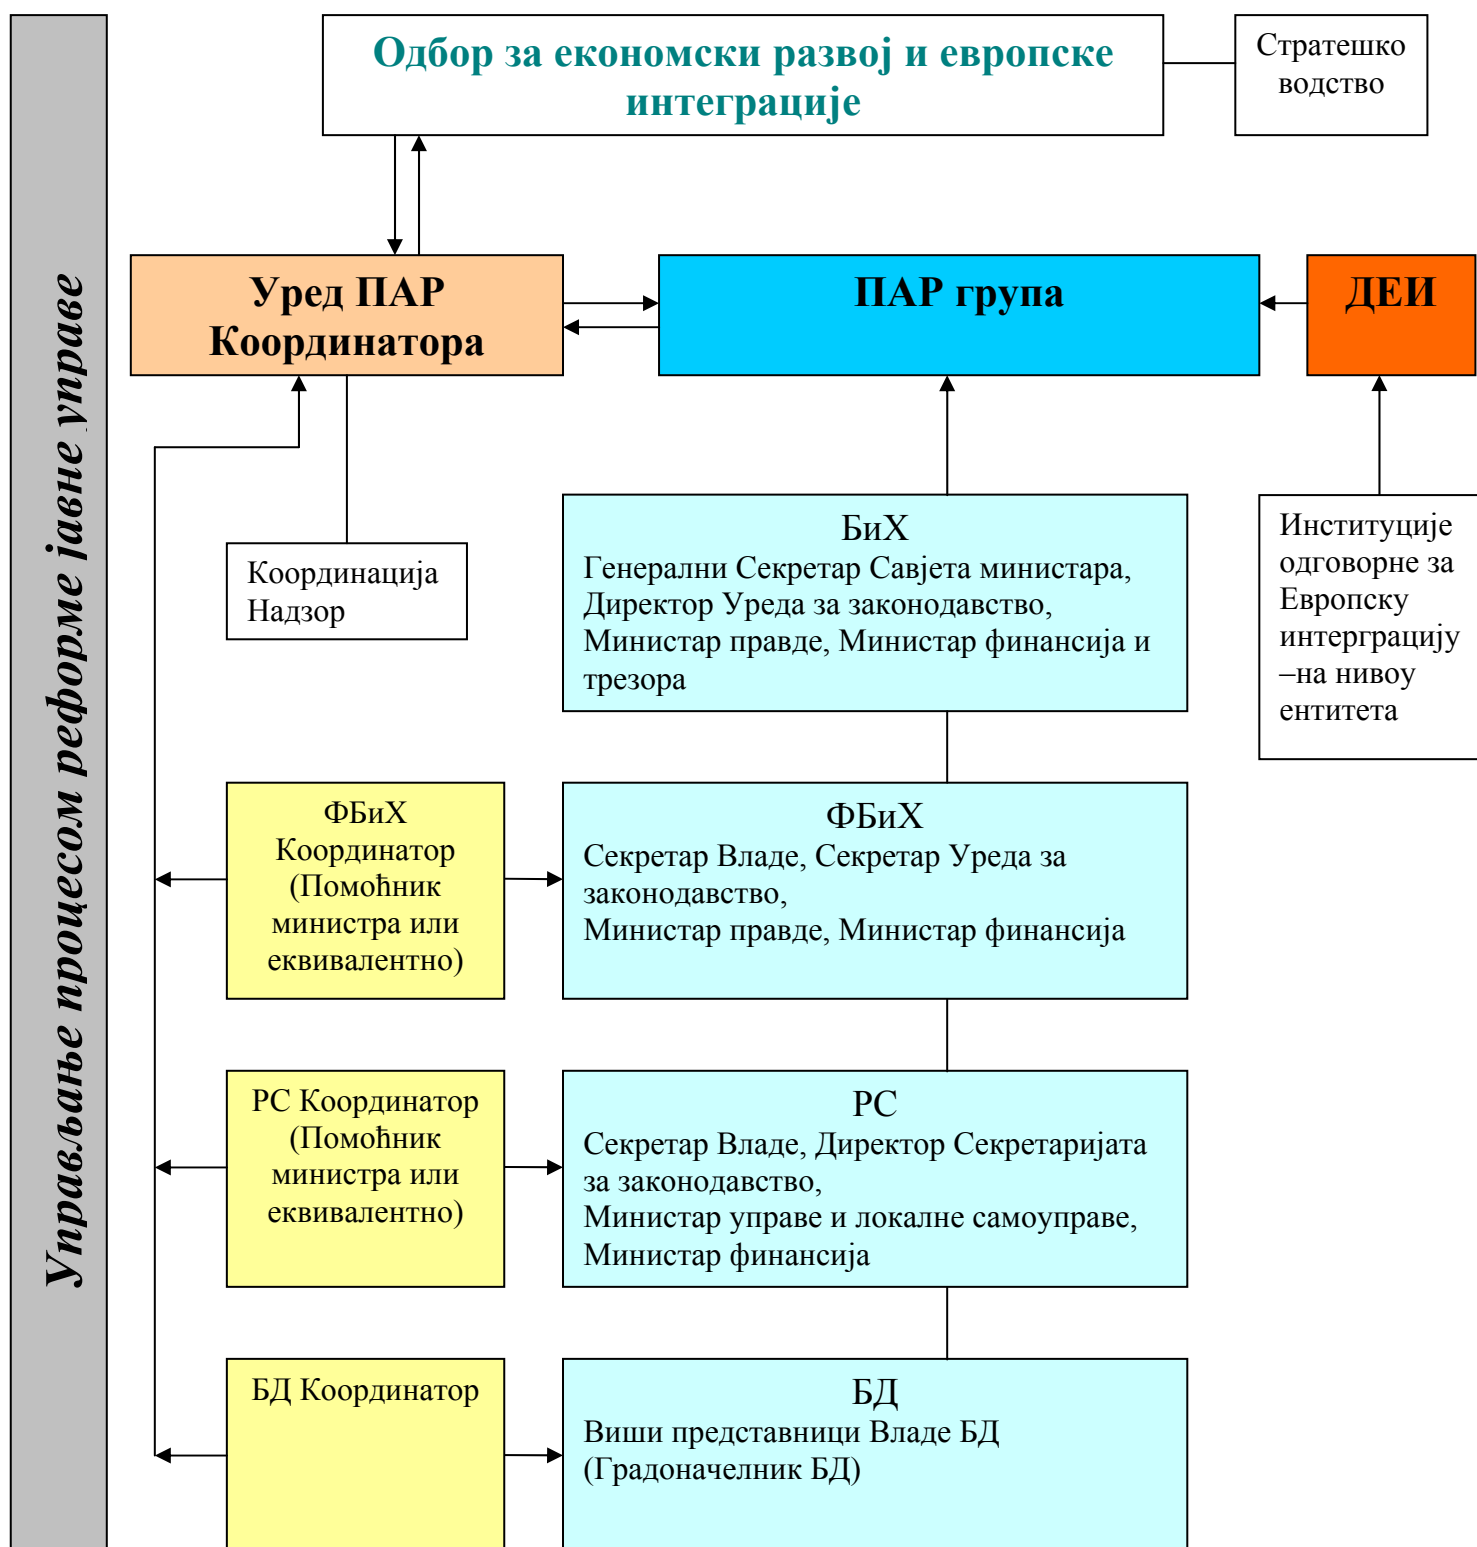 Управљање процесом реформе јавне управе
Одбор за економски развој и европске
интеграције
Стратешко
водство
Уред ПАР
Координатора
ПАР група
ДЕИ
Координација
Надзор
БиХ
Генерални Секретар Савјета министара,
Директор Уреда за законодавство,
Министар правде, Министар финансија и
трезора
Институције
одговорне за
Европску
интерграцију
–на нивоу
ентитета
ФБиХ
Координатор
(Помоћник
министра или
еквивалентно)
ФБиХ
Секретар Владе, Секретар Уреда за
законодавство,
Министар правде, Министар финансија
РС Координатор
(Помоћник
министра или
еквивалентно)
РС
Секретар Владе, Директор Секретаријата
за законодавство,
Министар управе и локалне самоуправе,
Министар финансија
БД Координатор
БД
Виши представници Владе БД
(Градоначелник БД)